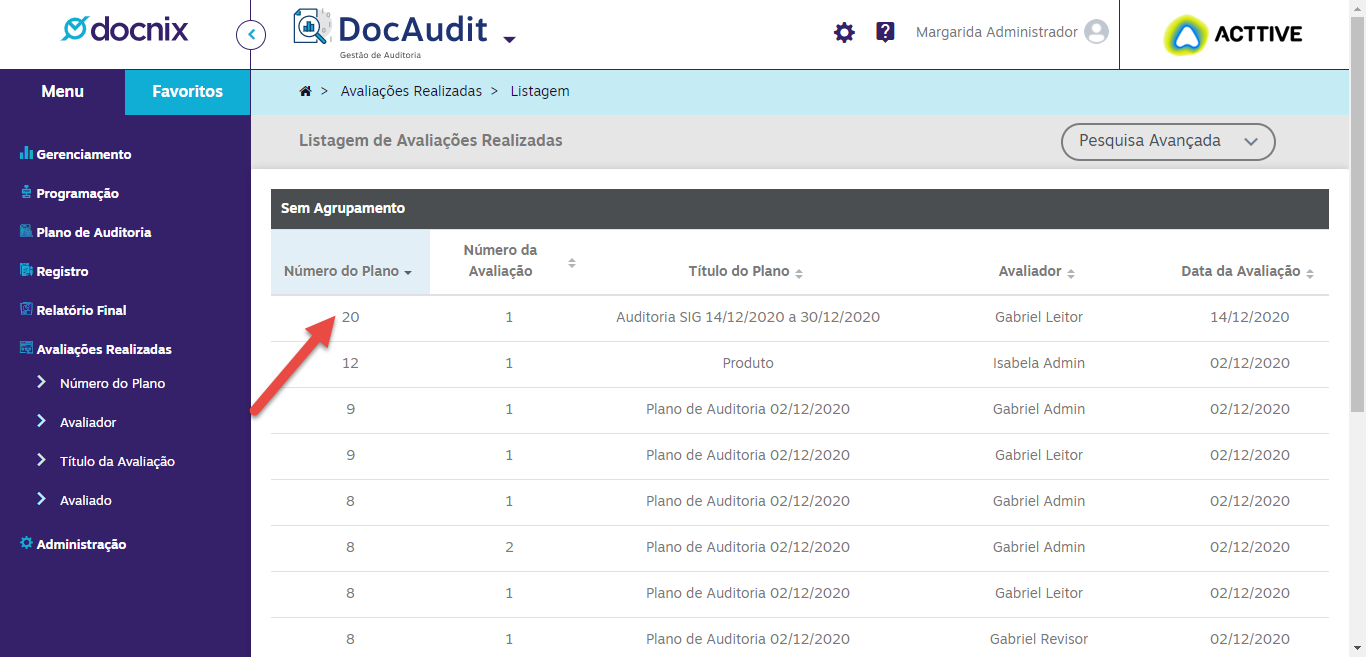 docnix
DocAudit
Gestão de Auditoria
Margarida Administrador
ACTTIVE
Menu
Favoritos
> Avaliações Realizadas > Listagem
Listagem de Avaliações Realizadas
Pesquisa Avançada
Gerenciamento
Programação
Plano de Auditoria
Registro
Relatório Final
Avaliações Realizadas
Número do Plano
Avaliador
Título da Avaliação
Avaliado
Administração
Sem Agrupamento
Número do Plano Número da Avaliação Título do Plano Avaliador Data da Avaliação
20 1 Auditoria SIG 14/12/2020 a 30/12/2020 Gabriel Leitor 14/12/2020
12 1 Produto Isabela Admin 02/12/2020
9 1 Plano de Auditoria 02/12/2020 Gabriel Admin 02/12/2020
9 1 Plano de Auditoria 02/12/2020 Gabriel Leitor 02/12/2020
8 1 Plano de Auditoria 02/12/2020 Gabriel Admin 02/12/2020
8 2 Plano de Auditoria 02/12/2020 Gabriel Admin 02/12/2020
8 1 Plano de Auditoria 02/12/2020 Gabriel Leitor 02/12/2020
8 1 Plano de Auditoria 02/12/2020 Gabriel Revisor 02/12/2020